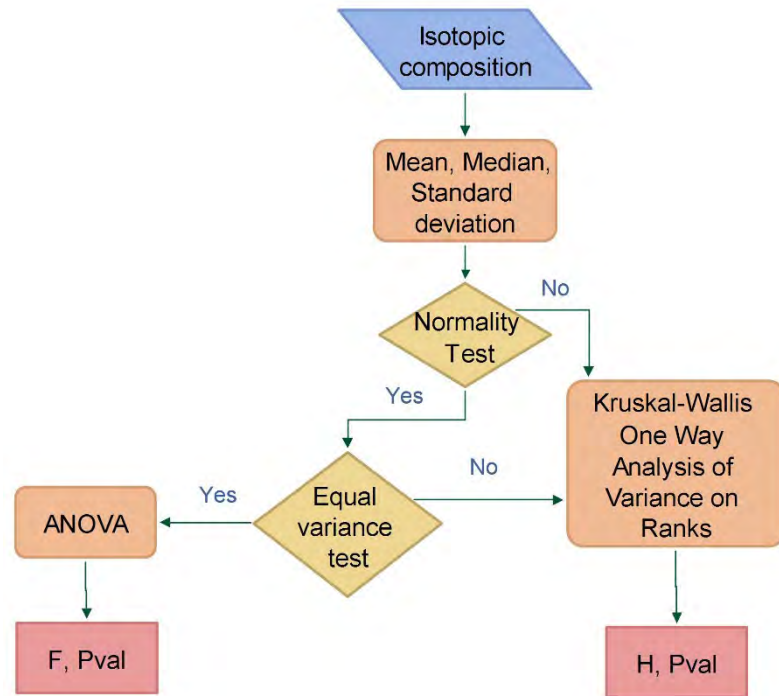 Isotopic
composition
Mean, Median,
Standard
deviation
No
Normality
Test
Yes
Kruskal-Wallis
One Way
Analysis of
Variance on
Ranks
No
Yes
Equal
variance
test
ANOVA
F, Pval
H, Pval